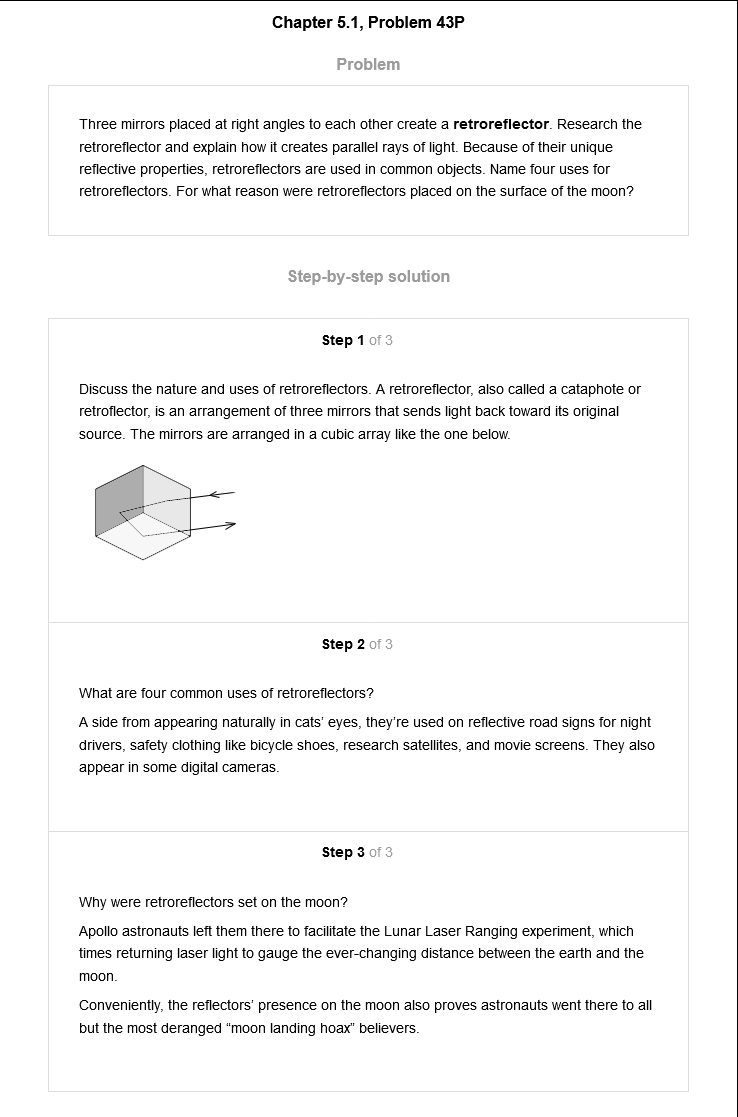 Chapter 5.1, Problem 43P
Problem
Three mirrors placed at right angles to each other create a retroreflector. Research the
retroreflector and explain how it creates parallel rays of light. Because of their unique
reflective properties, retroreflectors are used in common objects. Name four uses for
retroreflectors. For what reason were retroreflectors placed on the surface of the moon?
Step-by-step solution
Step 1 of 3
Discuss the nature and uses of retroreflectors. A retroreflector, also called a cataphote or
retroflector, is an arrangement of three mirrors that sends light back toward its original
source. The mirrors are arranged in a cubic array like the one below.
Step 2 of 3
What are four common uses of retroreflectors?
A side from appearing naturally in cats' eyes, they're used on reflective road signs for night
drivers, safety clothing like bicycle shoes, research satellites, and movie screens. They also
appear in some digital cameras.
Step 3 of 3
Why were retroreflectors set on the moon?
Apollo astronauts left them there to facilitate the Lunar Laser Ranging experiment, which
times returning laser light to gauge the ever-changing distance between the earth and the
moon.
Conveniently, the reflectors' presence on the moon also proves astronauts went there to all
but the most deranged “moon landing hoax” believers.